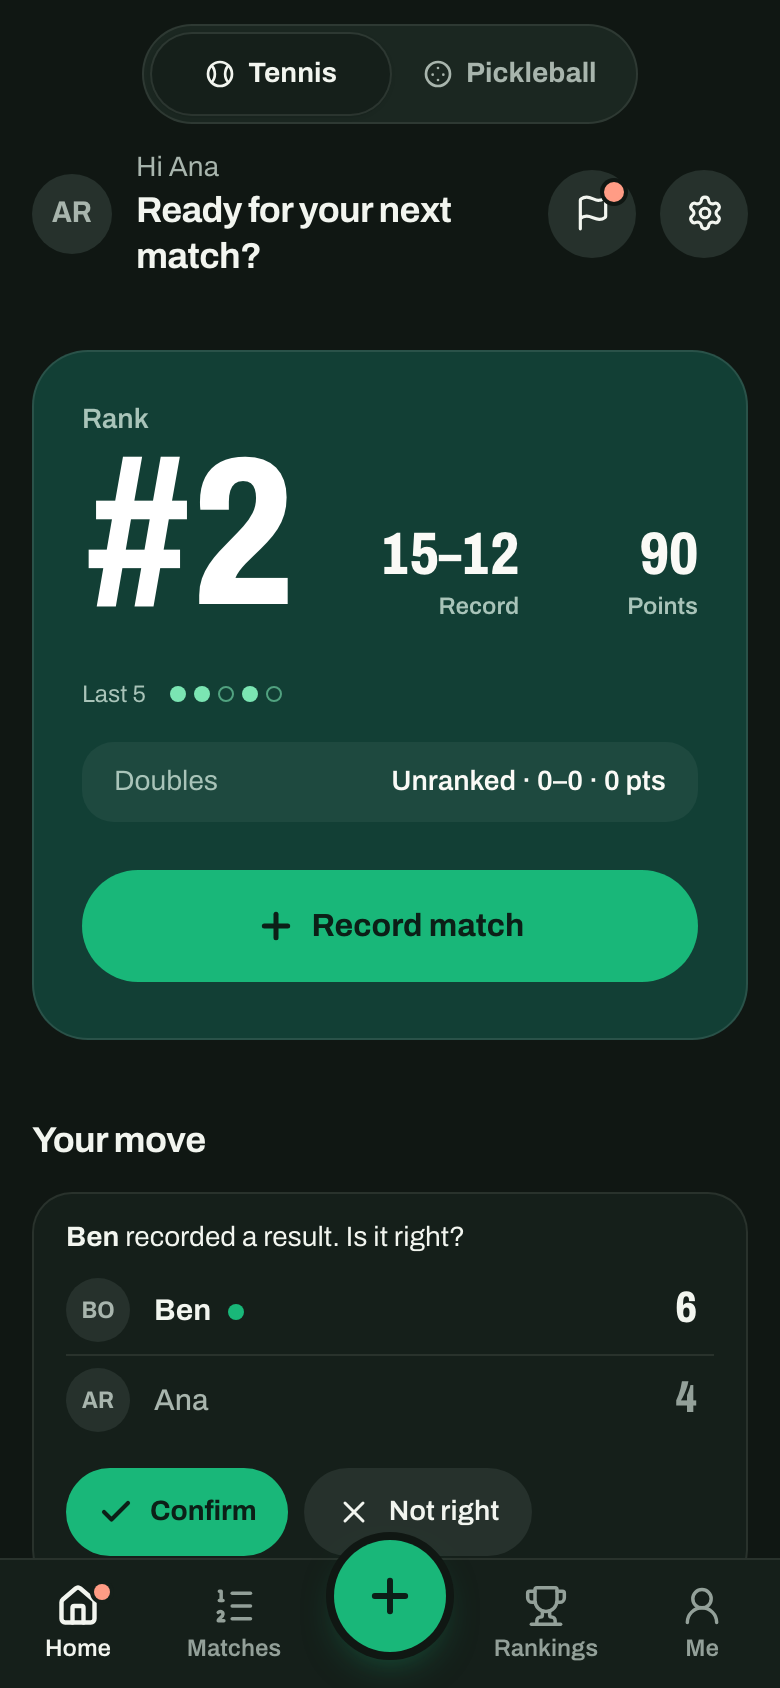 Tennis
Pickleball
AR
Hi Ana
Ready for your next
match?
Rank
#2
15–12
Record
90
Points
Last 5
Doubles
Unranked · 0–0 · 0 pts
Record match
Your move
Ben recorded a result. Is it right?
BO
Ben
6
AR
Ana
4
Confirm
Not right
Home
1
2
Matches
Rankings
Me